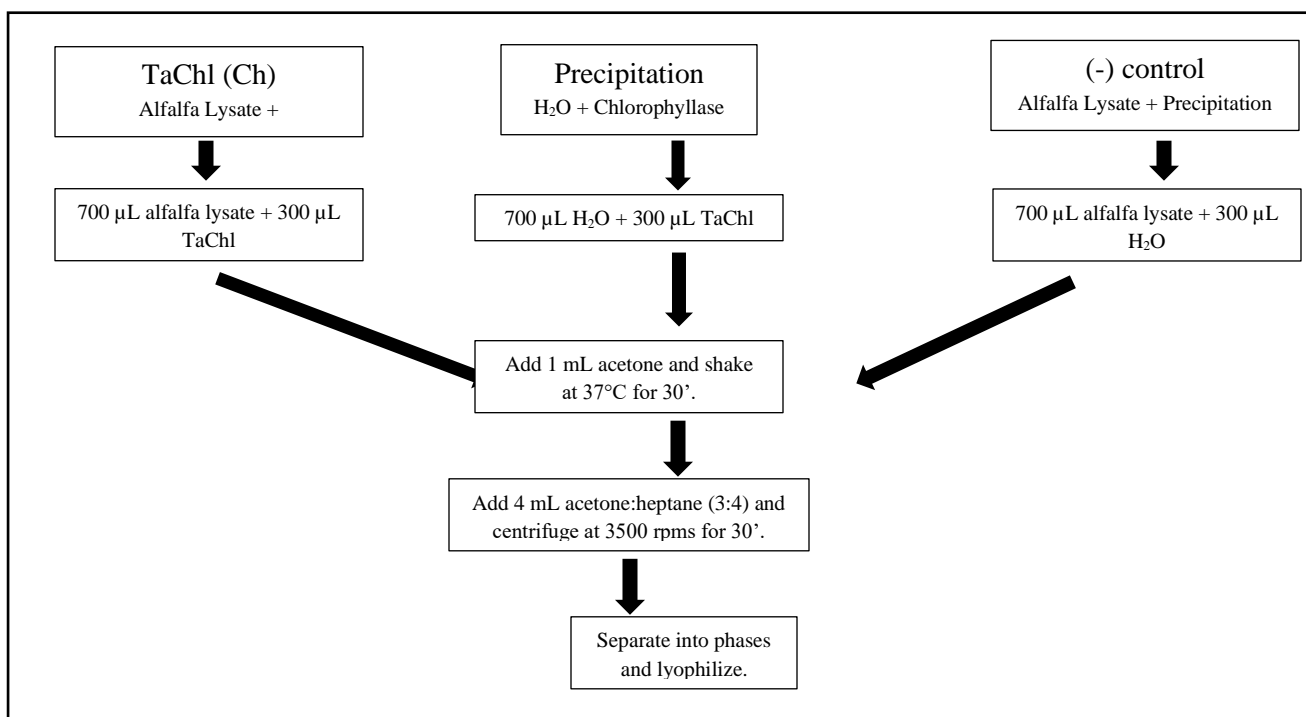 TaChl (Ch)
Alfalfa Lysate +
Precipitation
H₂O + Chlorophyllase
(-) control
Alfalfa Lysate + Precipitation
700 µL alfalfa lysate + 300 µL
TaChl
700 µL H₂O + 300 µL TaChl
700 µL alfalfa lysate + 300 µL
H₂O
Add 1 mL acetone and shake
at 37°C for 30’.
Add 4 mL acetone:heptane (3:4) and
centrifuge at 3500 rpms for 30’.
Separate into phases
and lyophilize.